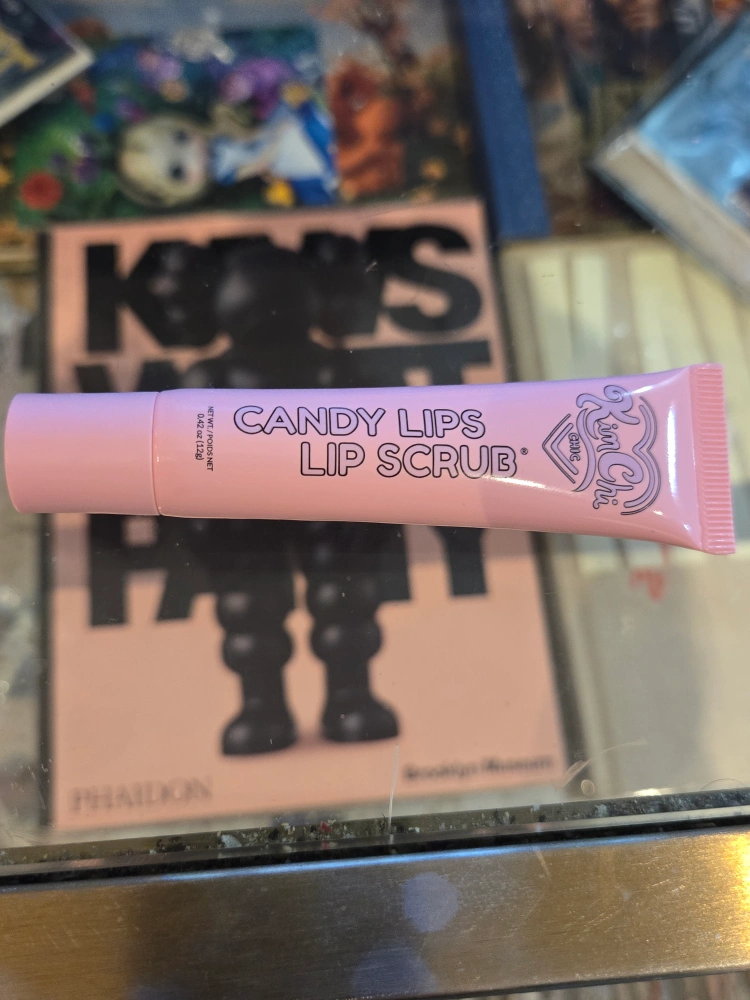 CANDY LIPS
LIP SCRUB®
NET WT. / POIDS NET
0.42 oz (12g)
KimChi
CHIC
KAWS
WHAT
PARTY
PHAIDON
Brooklyn Museum